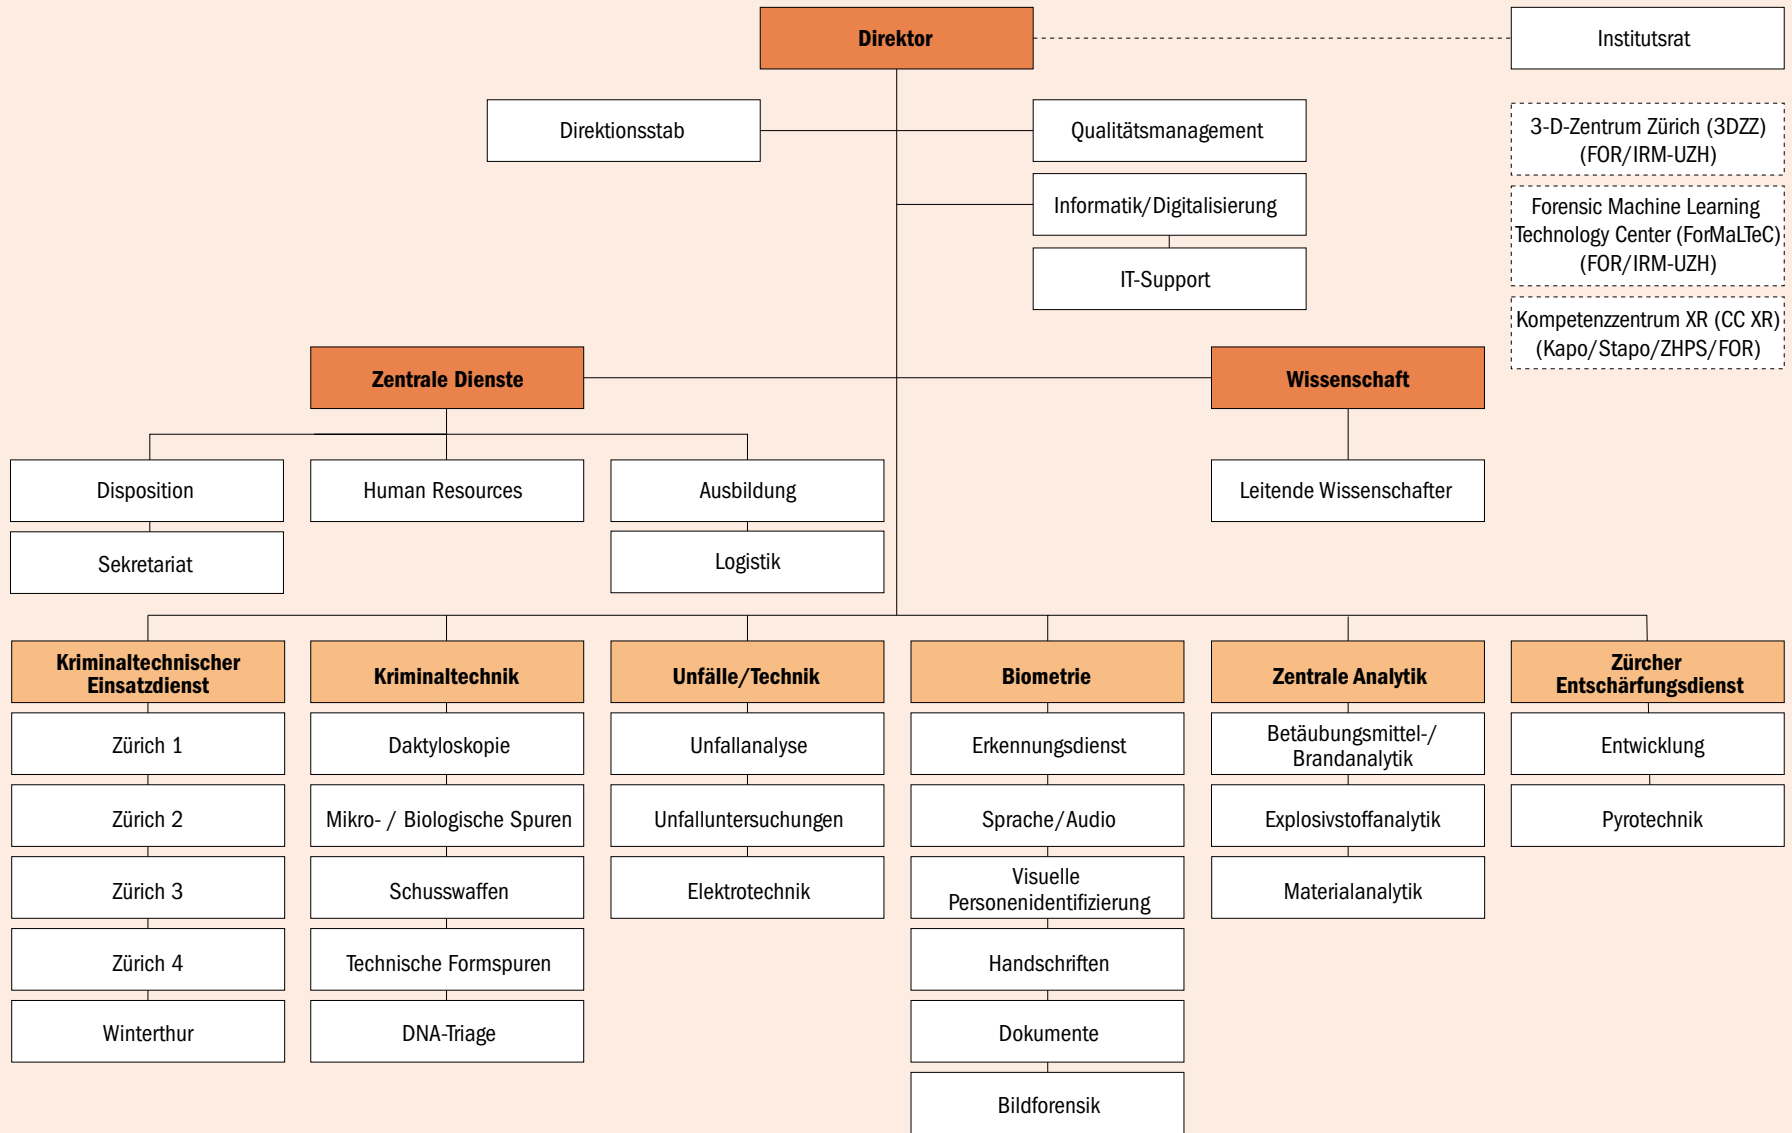 Direktor
Institutsrat
Direktionsstab
Qualitätsmanagement
3-D-Zentrum Zürich (3DZZ)
(FOR/IRM-UZH)
Informatik/Digitalisierung
Forensic Machine Learning
Technology Center (ForMaLTeC)
(FOR/IRM-UZH)
IT-Support
Kompetenzzentrum XR (CC XR)
(Kapo/Stapo/ZHPS/FOR)
Zentrale Dienste
Wissenschaft
Disposition
Human Resources
Ausbildung
Leitende Wissenschafter
Sekretariat
Logistik
Kriminaltechnischer
Einsatzdienst
Zürich 1
Zürich 2
Zürich 3
Zürich 4
Winterthur
Kriminaltechnik
Daktyloskopie
Mikro- / Biologische Spuren
Schusswaffen
Technische Formspuren
DNA-Triage
Unfälle/Technik
Unfallanalyse
Unfalluntersuchungen
Elektrotechnik
Biometrie
Erkennungsdienst
Sprache/Audio
Visuelle
Personenidentifizierung
Handschriften
Dokumente
Bildforensik
Zentrale Analytik
Betäubungsmittel-/
Brandanalytik
Explosivstoffanalytik
Materialanalytik
Zürcher
Entschärfungsdienst
Entwicklung
Pyrotechnik